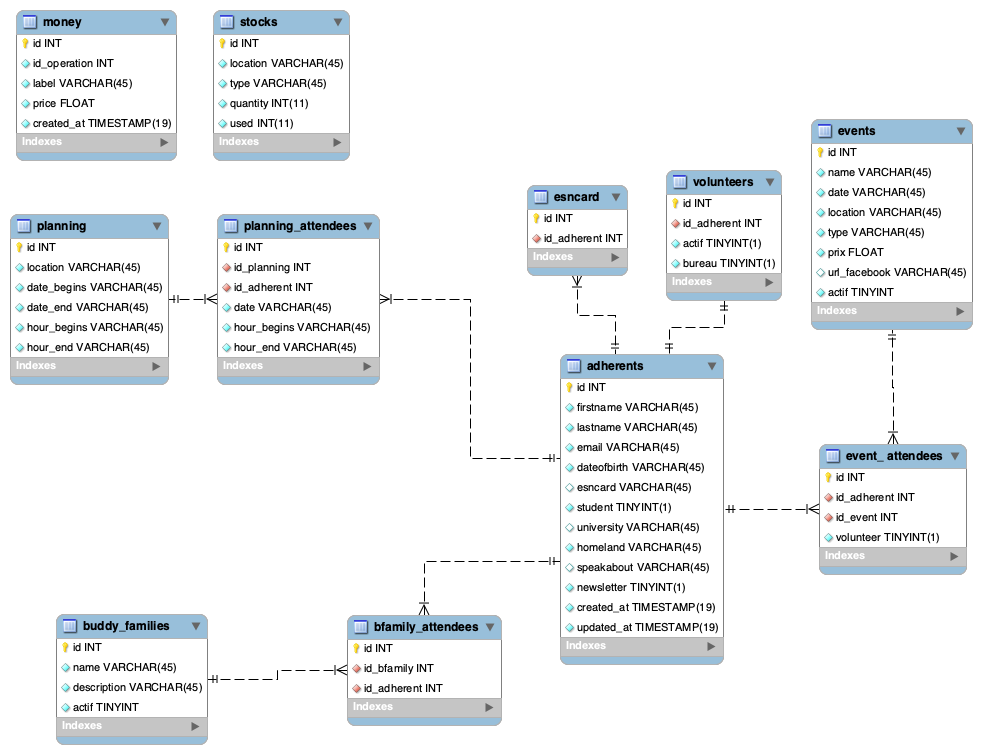 money
id INT
id_operation INT
label VARCHAR(45)
price FLOAT
created_at TIMESTAMP(19)
Indexes
stocks
id INT
location VARCHAR(45)
type VARCHAR(45)
quantity INT(11)
used INT(11)
Indexes
events
id INT
name VARCHAR(45)
date VARCHAR(45)
location VARCHAR(45)
type VARCHAR(45)
prix FLOAT
url_facebook VARCHAR(45)
actif TINYINT
Indexes
esncard
id INT
id_adherent INT
Indexes
volunteers
id INT
id_adherent INT
actif TINYINT(1)
bureau TINYINT(1)
Indexes
planning
id INT
location VARCHAR(45)
date_begins VARCHAR(45)
date_end VARCHAR(45)
hour_begins VARCHAR(45)
hour_end VARCHAR(45)
Indexes
planning_attendees
id INT
id_planning INT
id_adherent INT
date VARCHAR(45)
hour_begins VARCHAR(45)
hour_end VARCHAR(45)
Indexes
adherents
id INT
firstname VARCHAR(45)
lastname VARCHAR(45)
email VARCHAR(45)
dateofbirth VARCHAR(45)
esncard VARCHAR(45)
student TINYINT(1)
university VARCHAR(45)
homeland VARCHAR(45)
speakabout VARCHAR(45)
newsletter TINYINT(1)
created_at TIMESTAMP(19)
updated_at TIMESTAMP(19)
Indexes
event_ attendees
id INT
id_adherent INT
id_event INT
volunteer TINYINT(1)
Indexes
buddy_families
id INT
name VARCHAR(45)
description VARCHAR(45)
actif TINYINT
Indexes
bfamily_attendees
id INT
id_bfamily INT
id_adherent INT
Indexes